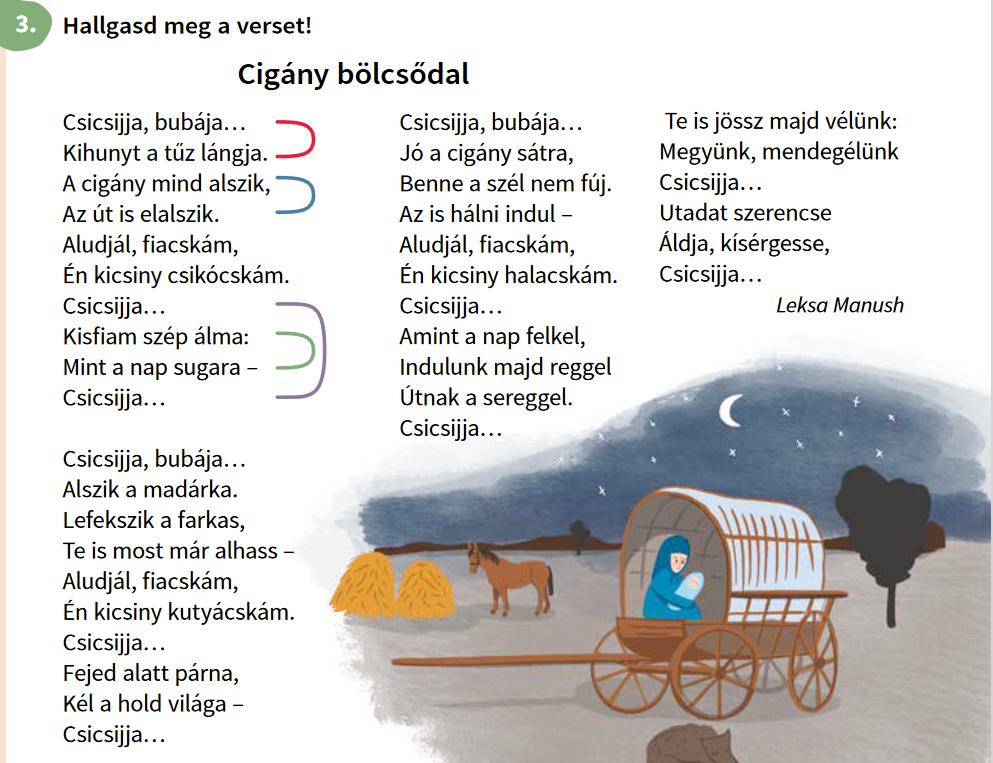 3. Hallgasd meg a verset!
Cigány bölcsődal
Csicsijja, bubája…
Kihunyt a tűz lángja.
A cigány mind alszik,
Az út is elalszik.
Aludjál, fiacskám,
Én kicsiny csikócskám.
Csicsijja…
Kisfiam szép álma:
Mint a nap sugara –
Csicsijja…
Csicsijja, bubája…
Alszik a madárka.
Lefekszik a farkas,
Te is most már alhass –
Aludjál, fiacskám,
Én kicsiny kutyácskám.
Csicsijja…
Fejed alatt párna,
Kél a hold világa –
Csicsijja…
Csicsijja, bubája…
Jó a cigány sátra,
Benne a szél nem fúj.
Az is hálni indul –
Aludjál, fiacskám,
Én kicsiny halacskám.
Csicsijja…
Amint a nap felkel,
Indulunk majd reggel
Útnak a sereggel.
Csicsijja…
Te is jössz majd vélünk:
Megyünk, mendegélünk
Csicsijja…
Utadat szerencse
Áldja, kísérgesse,
Csicsijja…
Leksa Manush